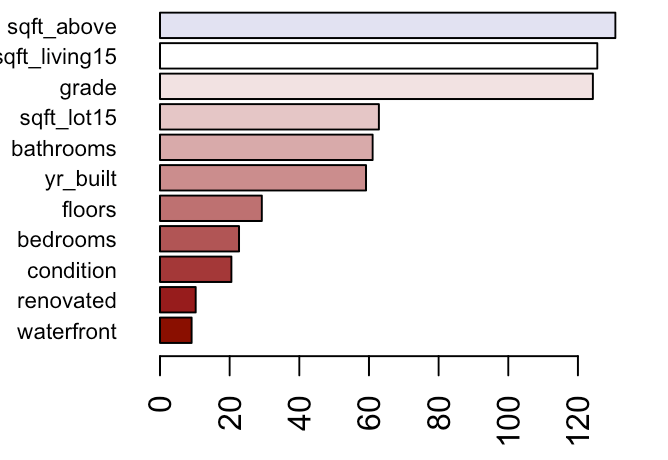 sqft_above
sqft_living15
grade
sqft_lot15
bathrooms
yr_built
floors
bedrooms
condition
renovated
waterfront
0 20 40 60 80 100 120